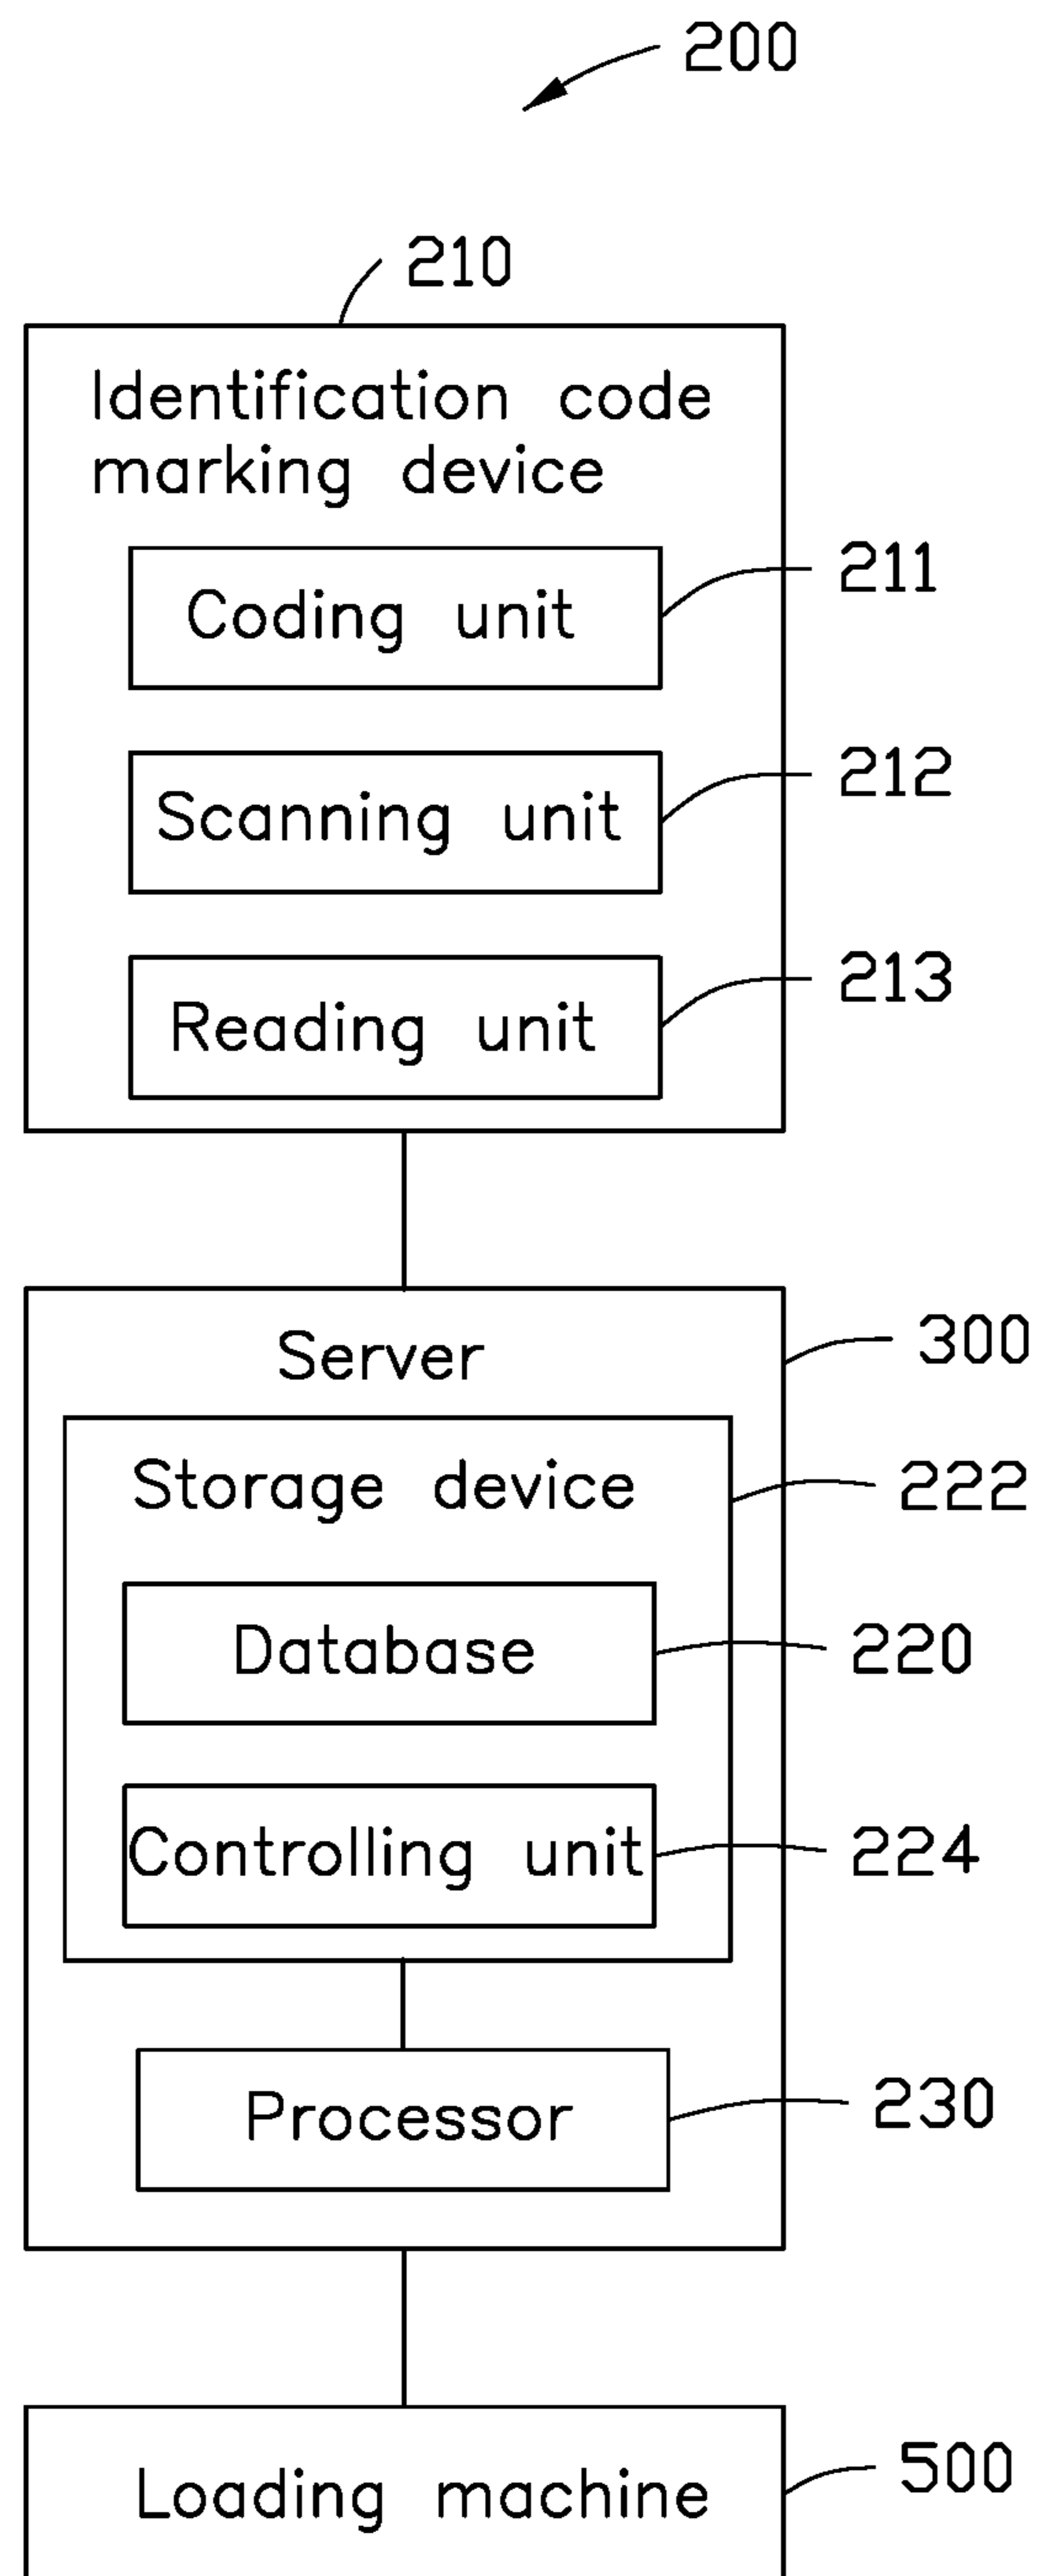 200
210
Identification code
marking device
Coding unit
211
Scanning unit
212
Reading unit
213
Server
300
Storage device
222
Database
220
Controlling unit
224
Processor
230
Loading machine
500